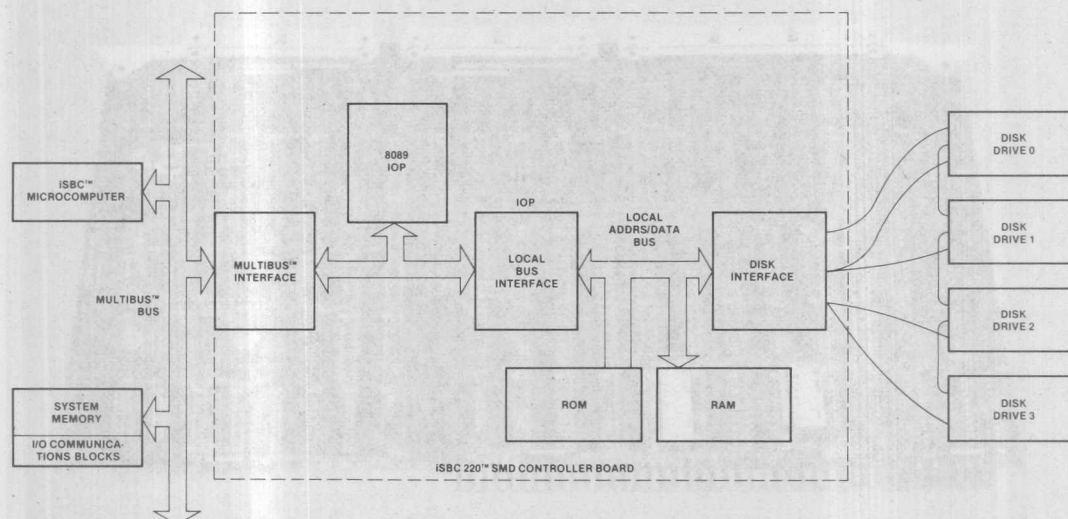 iSBC™
MICROCOMPUTER
MULTIBUS™
BUS
SYSTEM
MEMORY
I/O COMMUNICA-
TIONS BLOCKS
MULTIBUS™
INTERFACE
8089
IOP
IOP
LOCAL
BUS
INTERFACE
LOCAL
ADDRS/DATA
BUS
DISK
INTERFACE
ROM
RAM
iSBC 220™ SMD CONTROLLER BOARD
DISK
DRIVE 0
DISK
DRIVE 1
DISK
DRIVE 2
DISK
DRIVE 3